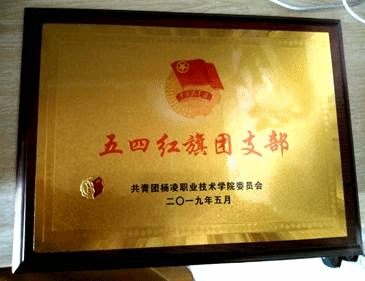 五四红旗团支部
共青团杨凌职业技术学院委员会
二〇一九年五月